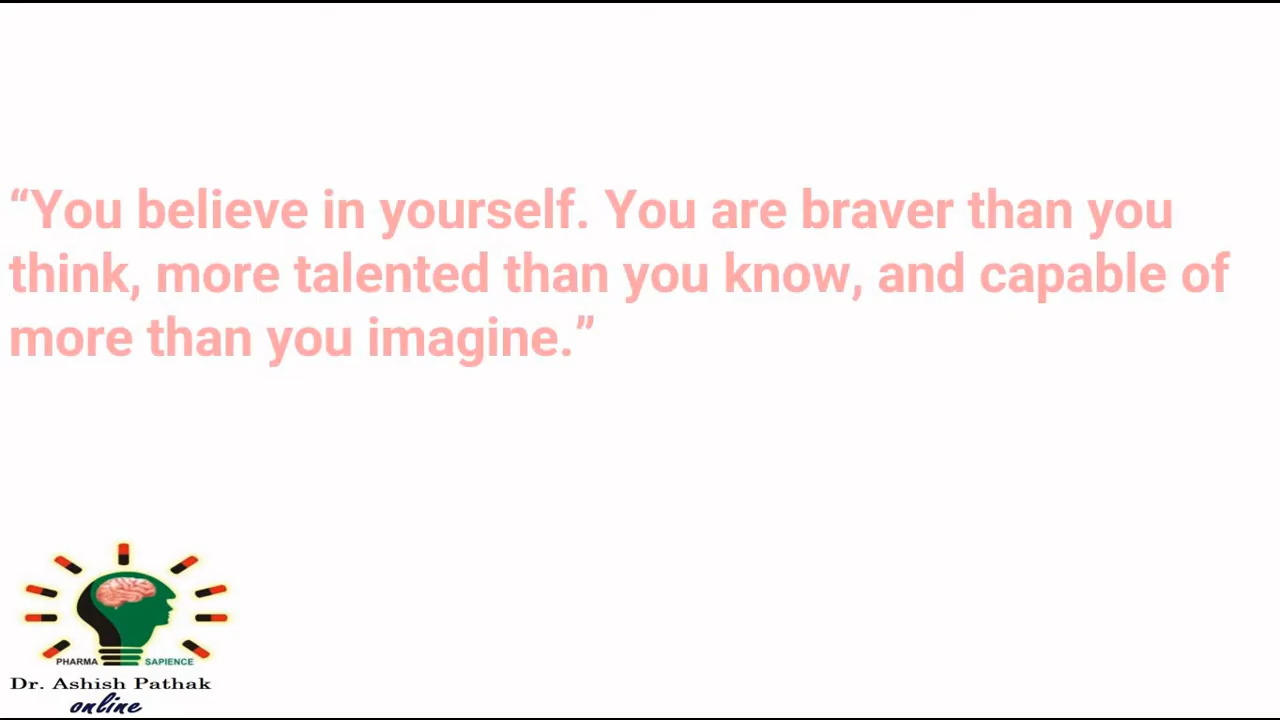 “You believe in yourself. You are braver than you
think, more talented than you know, and capable of
more than you imagine.”
PHARMA SAPIENCE
Dr. Ashish Pathak
online